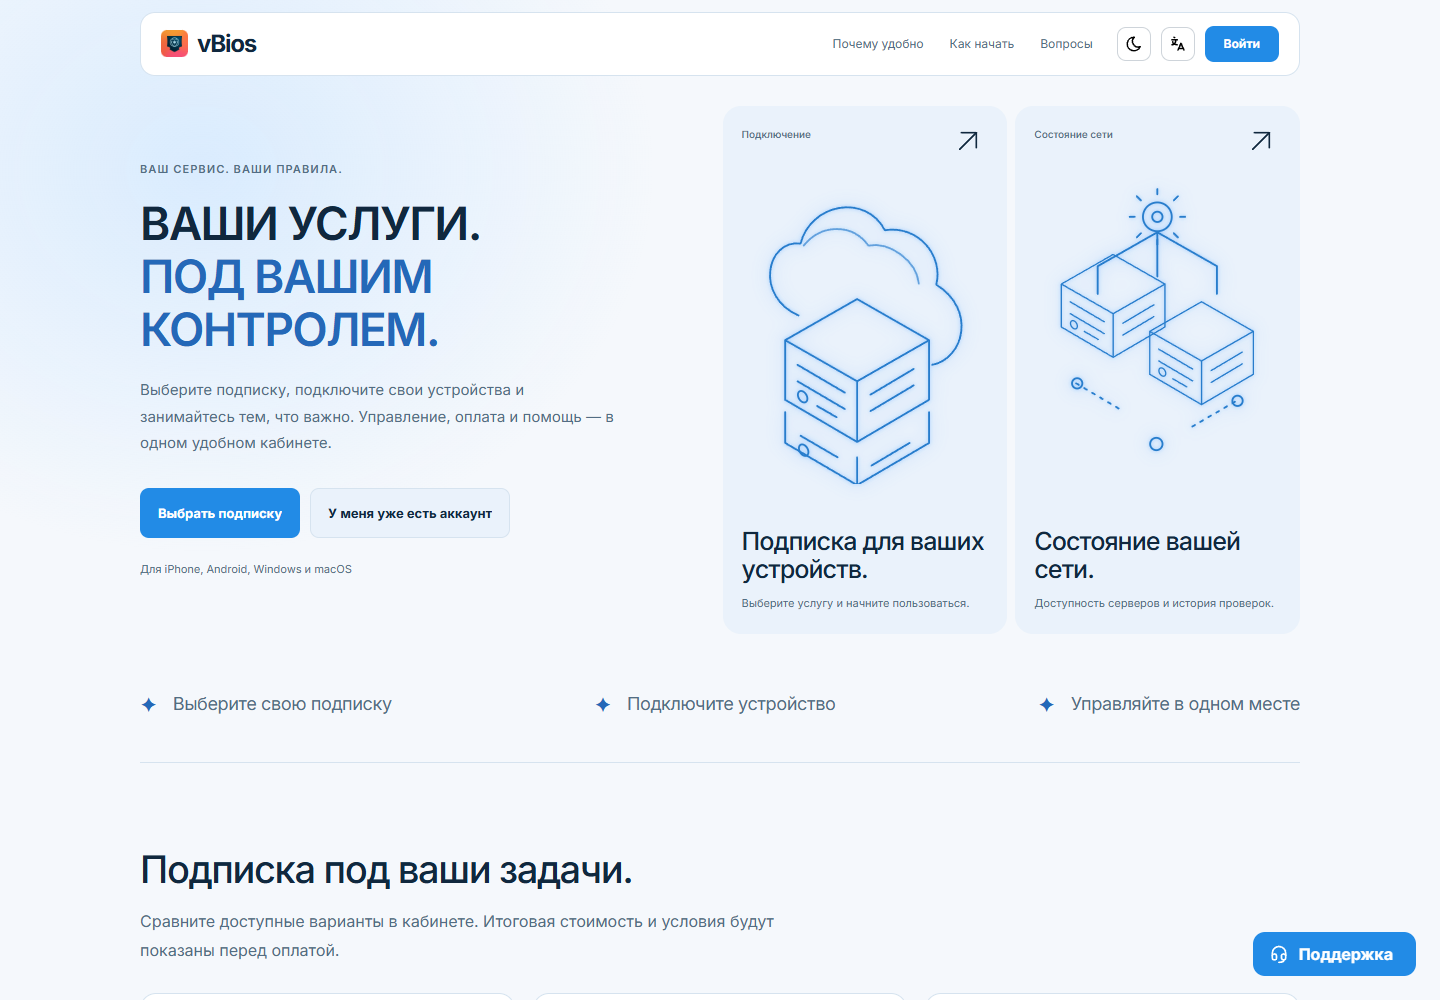 vBios
Почему удобно
Как начать
Вопросы
Войти
ВАШ СЕРВИС. ВАШИ ПРАВИЛА.
ВАШИ УСЛУГИ.
ПОД ВАШИМ
КОНТРОЛЕМ.
Выберите подписку, подключите свои устройства и
занимайтесь тем, что важно. Управление, оплата и помощь — в
одном удобном кабинете.
Выбрать подписку
У меня уже есть аккаунт
Для iPhone, Android, Windows и macOS
Подключение
Подписка для ваших
устройств.
Выберите услугу и начните пользоваться.
Состояние сети
Состояние вашей
сети.
Доступность серверов и история проверок.
Выберите свою подписку
Подключите устройство
Управляйте в одном месте
Подписка под ваши задачи.
Сравните доступные варианты в кабинете. Итоговая стоимость и условия будут
показаны перед оплатой.
Поддержка